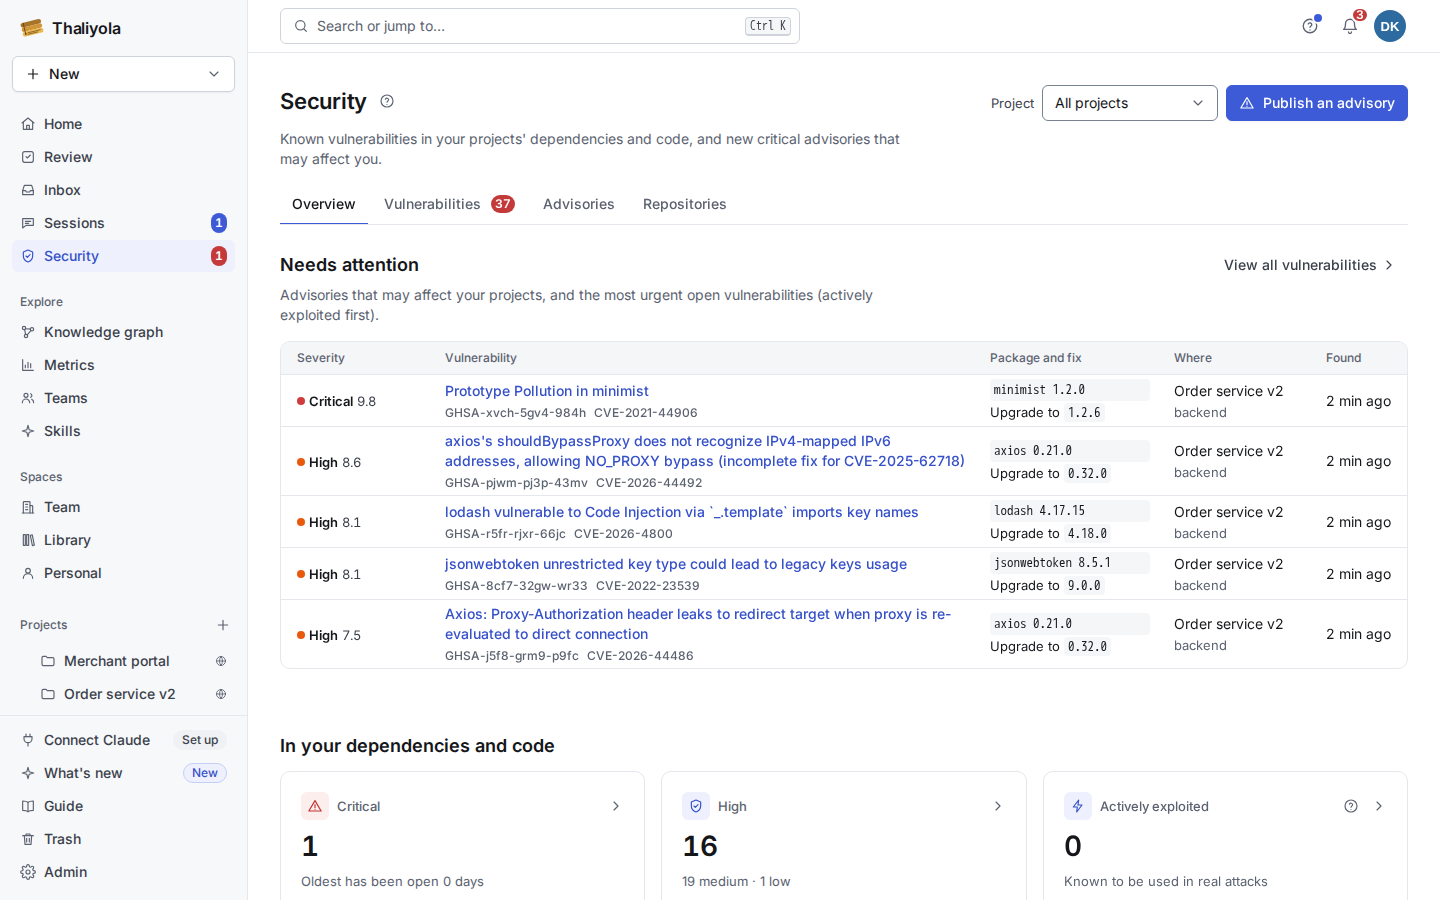 Thaliyola
New
Home
Review
Inbox
Sessions 1
Security 1
Explore
Knowledge graph
Metrics
Teams
Skills
Spaces
Team
Library
Personal
Projects
Merchant portal
Order service v2
Connect Claude Set up
What's new New
Guide
Trash
Admin
Search or jump to... Ctrl K
3 DK
Security
Project All projects Publish an advisory
Known vulnerabilities in your projects' dependencies and code, and new critical advisories that
may affect you.
Overview Vulnerabilities 37 Advisories Repositories
Needs attention
View all vulnerabilities
Advisories that may affect your projects, and the most urgent open vulnerabilities (actively
exploited first).
Severity Vulnerability Package and fix Where Found
Critical 9.8
Prototype Pollution in minimist
GHSA-xvch-5gv4-984h CVE-2021-44906
minimist 1.2.0
Upgrade to 1.2.6
Order service v2
backend
2 min ago
High 8.6
axios's shouldBypassProxy does not recognize IPv4-mapped IPv6
addresses, allowing NO_PROXY bypass (incomplete fix for CVE-2025-62718)
GHSA-pjwm-pj3p-43mv CVE-2026-44492
axios 0.21.0
Upgrade to 0.32.0
Order service v2
backend
2 min ago
High 8.1
lodash vulnerable to Code Injection via `_.template` imports key names
GHSA-r5fr-rjxr-66jc CVE-2026-4800
lodash 4.17.15
Upgrade to 4.18.0
Order service v2
backend
2 min ago
High 8.1
jsonwebtoken unrestricted key type could lead to legacy keys usage
GHSA-8cf7-32gw-wr33 CVE-2022-23539
jsonwebtoken 8.5.1
Upgrade to 9.0.0
Order service v2
backend
2 min ago
High 7.5
Axios: Proxy-Authorization header leaks to redirect target when proxy is re-
evaluated to direct connection
GHSA-j5f8-grm9-p9fc CVE-2026-44486
axios 0.21.0
Upgrade to 0.32.0
Order service v2
backend
2 min ago
In your dependencies and code
Critical
1
Oldest has been open 0 days
High
16
19 medium · 1 low
Actively exploited
0
Known to be used in real attacks